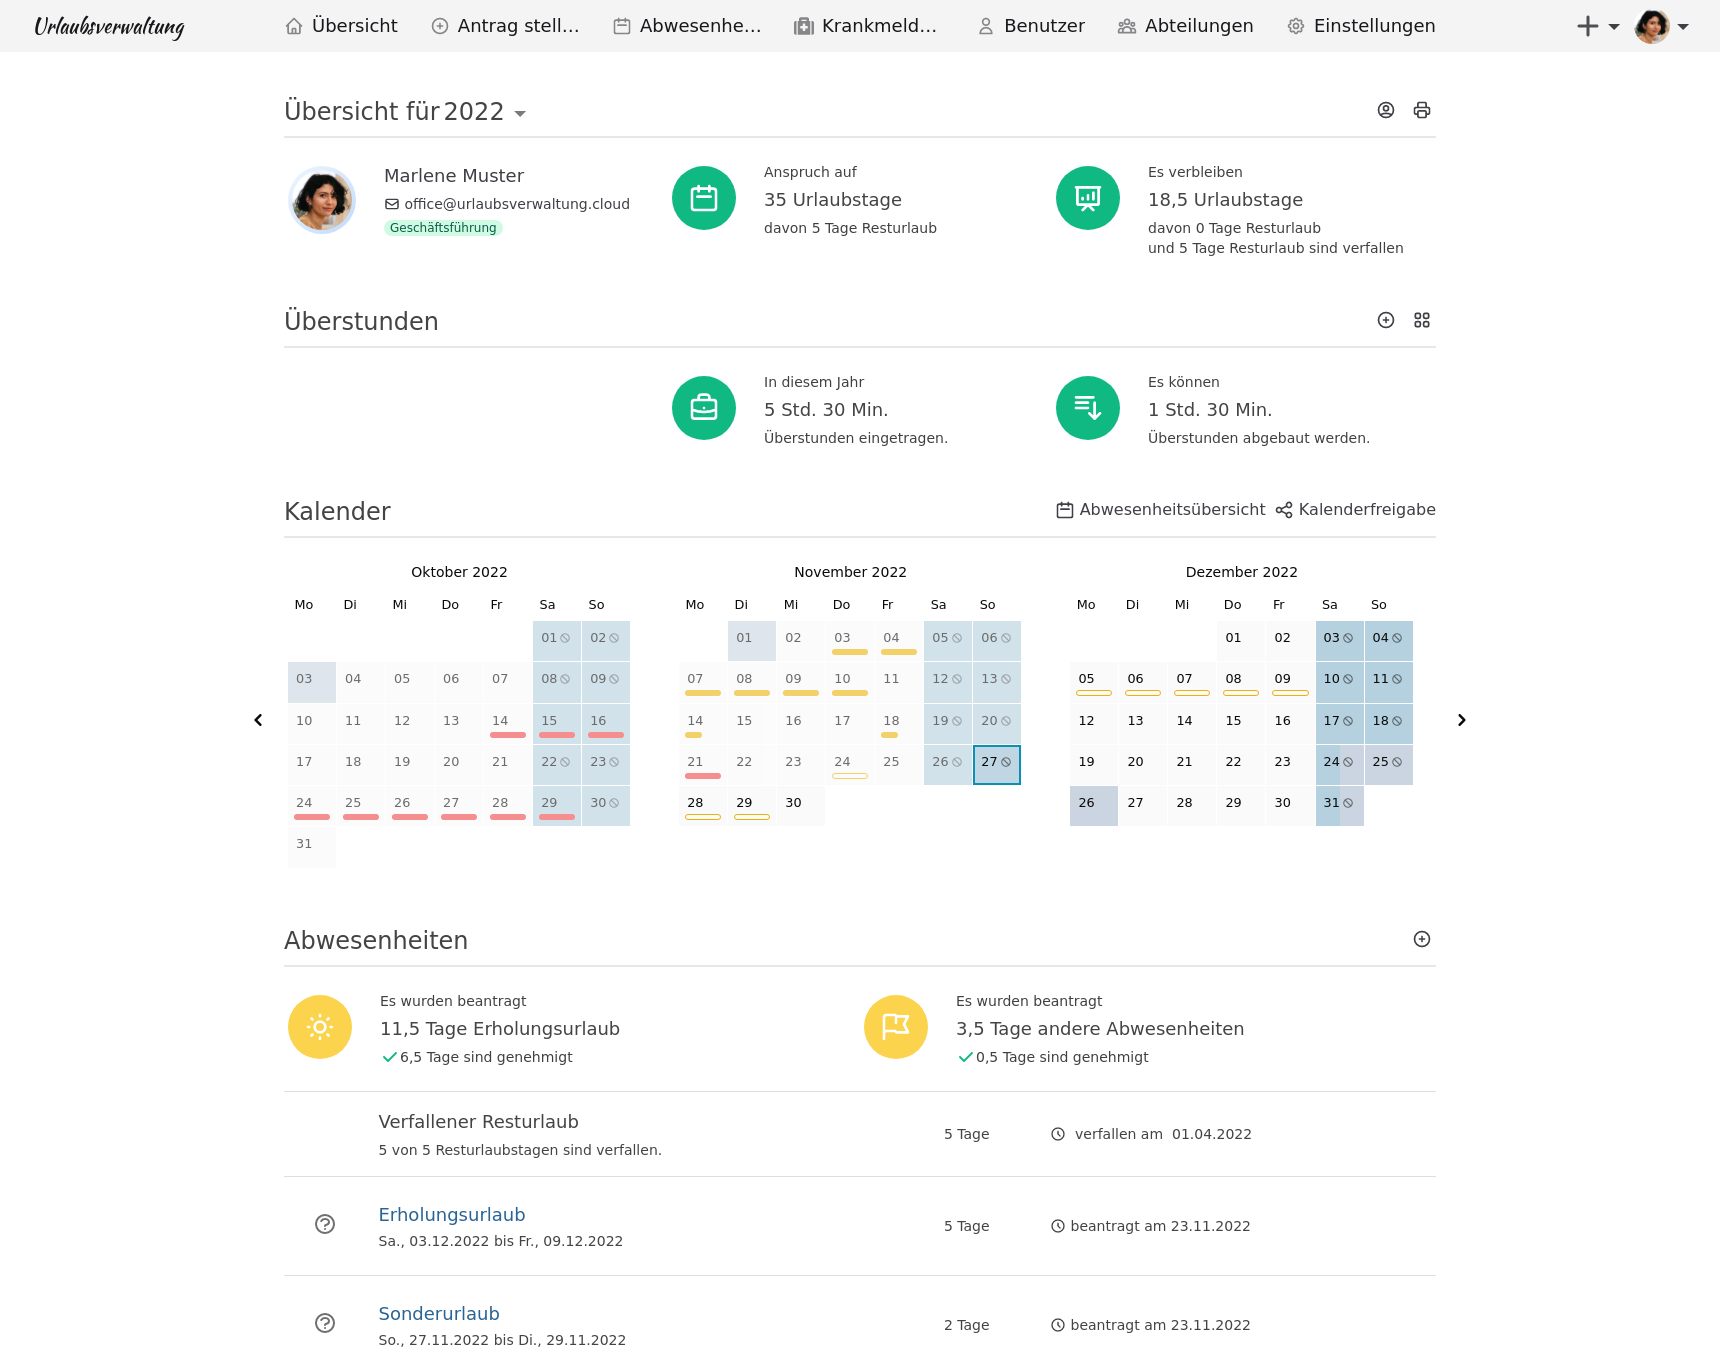 Urlaubsverwaltung Übersicht Antrag stell... Abwesenhe... Krankmeld... Benutzer Abteilungen Einstellungen
Übersicht für 2022
Marlene Muster
office@urlaubsverwaltung.cloud
Geschäftsführung
Anspruch auf
35 Urlaubstage
davon 5 Tage Resturlaub
Es verbleiben
18,5 Urlaubstage
davon 0 Tage Resturlaub
und 5 Tage Resturlaub sind verfallen
Überstunden
In diesem Jahr
5 Std. 30 Min.
Überstunden eingetragen.
Es können
1 Std. 30 Min.
Überstunden abgebaut werden.
Kalender Abwesenheitsübersicht Kalenderfreigabe
Oktober 2022
Mo Di Mi Do Fr Sa So
01 02
03 04 05 06 07 08 09
10 11 12 13 14 15 16
17 18 19 20 21 22 23
24 25 26 27 28 29 30
31
November 2022
Mo Di Mi Do Fr Sa So
01 02 03 04 05 06
07 08 09 10 11 12 13
14 15 16 17 18 19 20
21 22 23 24 25 26 27
28 29 30
Dezember 2022
Mo Di Mi Do Fr Sa So
01 02 03 04
05 06 07 08 09 10 11
12 13 14 15 16 17 18
19 20 21 22 23 24 25
26 27 28 29 30 31
Abwesenheiten
Es wurden beantragt
11,5 Tage Erholungsurlaub
6,5 Tage sind genehmigt
Es wurden beantragt
3,5 Tage andere Abwesenheiten
0,5 Tage sind genehmigt
Verfallener Resturlaub
5 von 5 Resturlaubstagen sind verfallen.
5 Tage verfallen am 01.04.2022
Erholungsurlaub
Sa., 03.12.2022 bis Fr., 09.12.2022
5 Tage beantragt am 23.11.2022
Sonderurlaub
So., 27.11.2022 bis Di., 29.11.2022
2 Tage beantragt am 23.11.2022